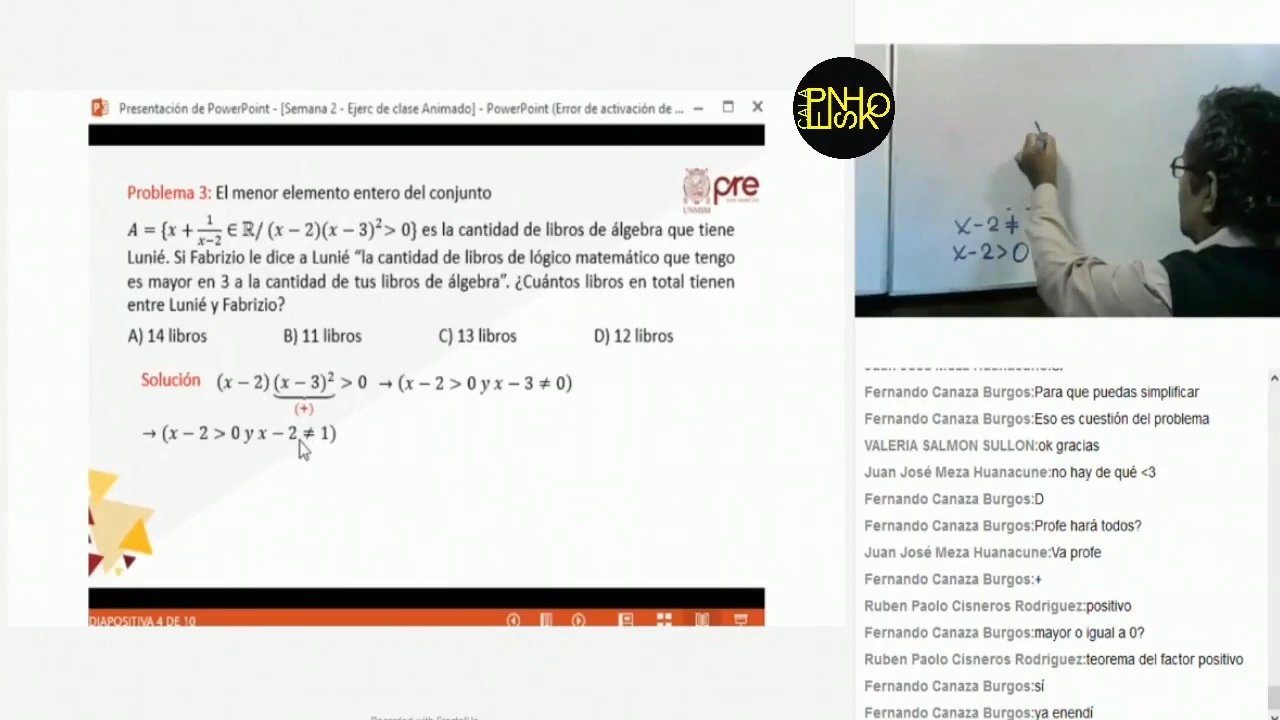 Presentación de PowerPoint - [Semana 2 - Ejerc de clase Animado] - PowerPoint (Error de activación de ...
Problema 3: El menor elemento entero del conjunto
A = {x + 1/(x−2) ∈ ℝ/ (x − 2)(x − 3)²> 0} es la cantidad de libros de álgebra que tiene
Lunié. Si Fabrizio le dice a Lunié “la cantidad de libros de lógico matemático que tengo
es mayor en 3 a la cantidad de tus libros de álgebra”. ¿Cuántos libros en total tienen
entre Lunié y Fabrizio?
A) 14 libros B) 11 libros C) 13 libros D) 12 libros
Solución (x − 2) (x − 3)² > 0 → (x − 2 > 0 y x − 3 ≠ 0)
(+)
→ (x − 2 > 0 y x − 2 ≠ 1)
DIAPOSITIVA 4 DE 10
UNMSM
pre
CALA
PENHO
ESK
x-2 ≠
x-2>0
Fernando Canaza Burgos:Para que puedas simplificar
Fernando Canaza Burgos:Eso es cuestión del problema
VALERIA SALMON SULLON:ok gracias
Juan José Meza Huanacune:no hay de qué <3
Fernando Canaza Burgos:D
Fernando Canaza Burgos:Profe hará todos?
Juan José Meza Huanacune:Va profe
Fernando Canaza Burgos:+
Ruben Paolo Cisneros Rodriguez:positivo
Fernando Canaza Burgos:mayor o igual a 0?
Ruben Paolo Cisneros Rodriguez:teorema del factor positivo
Fernando Canaza Burgos:sí
Fernando Canaza Burgos:ya enendí